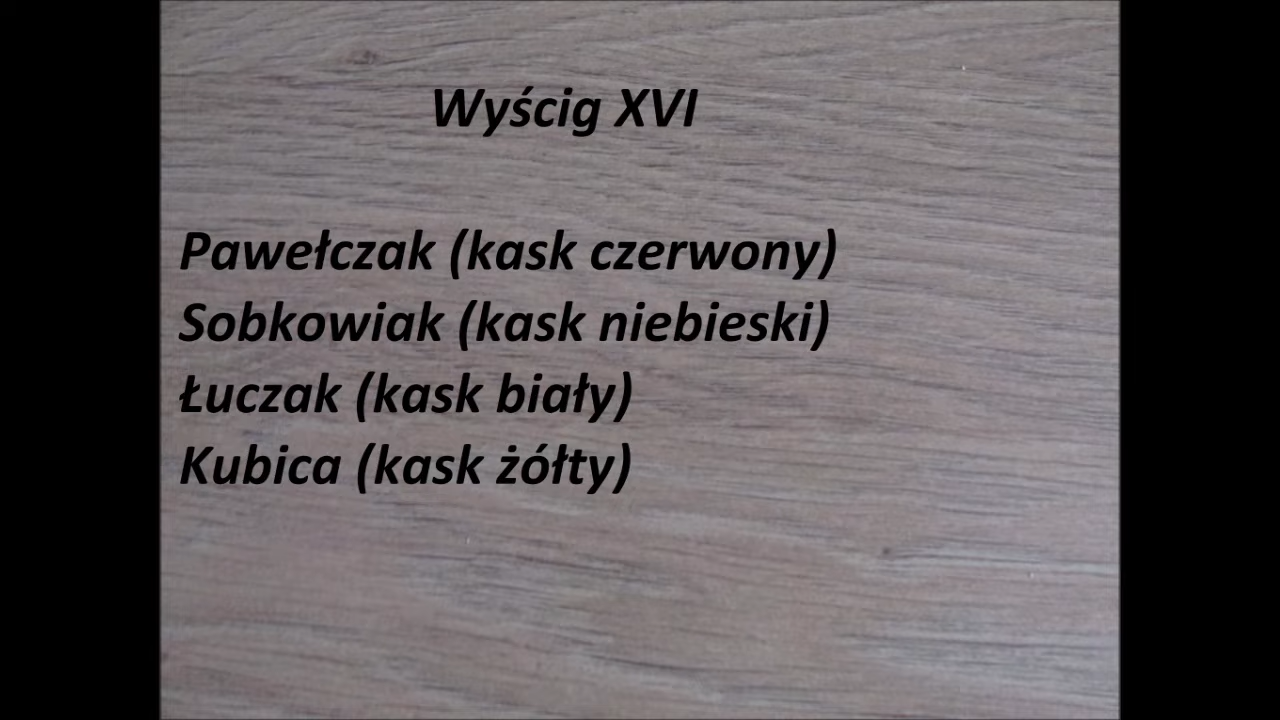 Wyścig XVI
Pawełczak (kask czerwony)
Sobkowiak (kask niebieski)
Łuczak (kask biały)
Kubica (kask żółty)